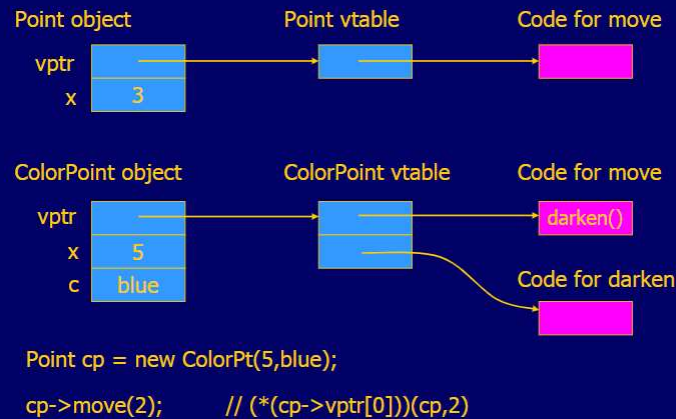 Point object Point vtable Code for move
vptr
x 3
ColorPoint object ColorPoint vtable Code for move
vptr darken()
x 5
c blue Code for darken
Point cp = new ColorPt(5,blue);
cp->move(2); // (*(cp->vptr[0]))(cp,2)